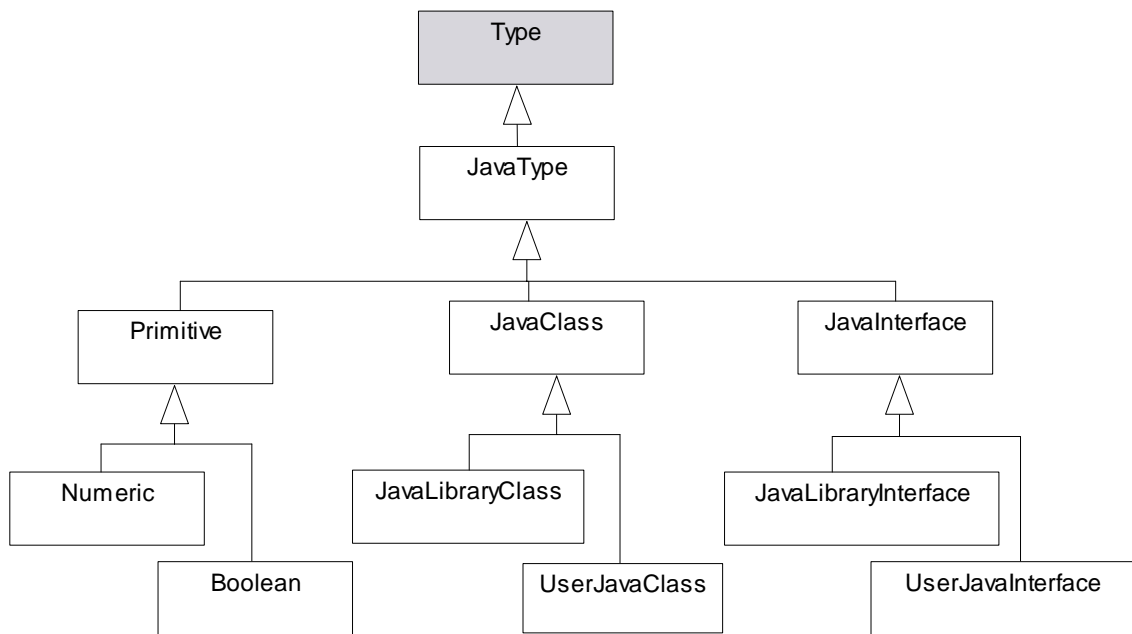 Type
JavaType
Primitive
JavaClass
JavaInterface
Numeric
JavaLibraryClass
JavaLibraryInterface
Boolean
UserJavaClass
UserJavaInterface